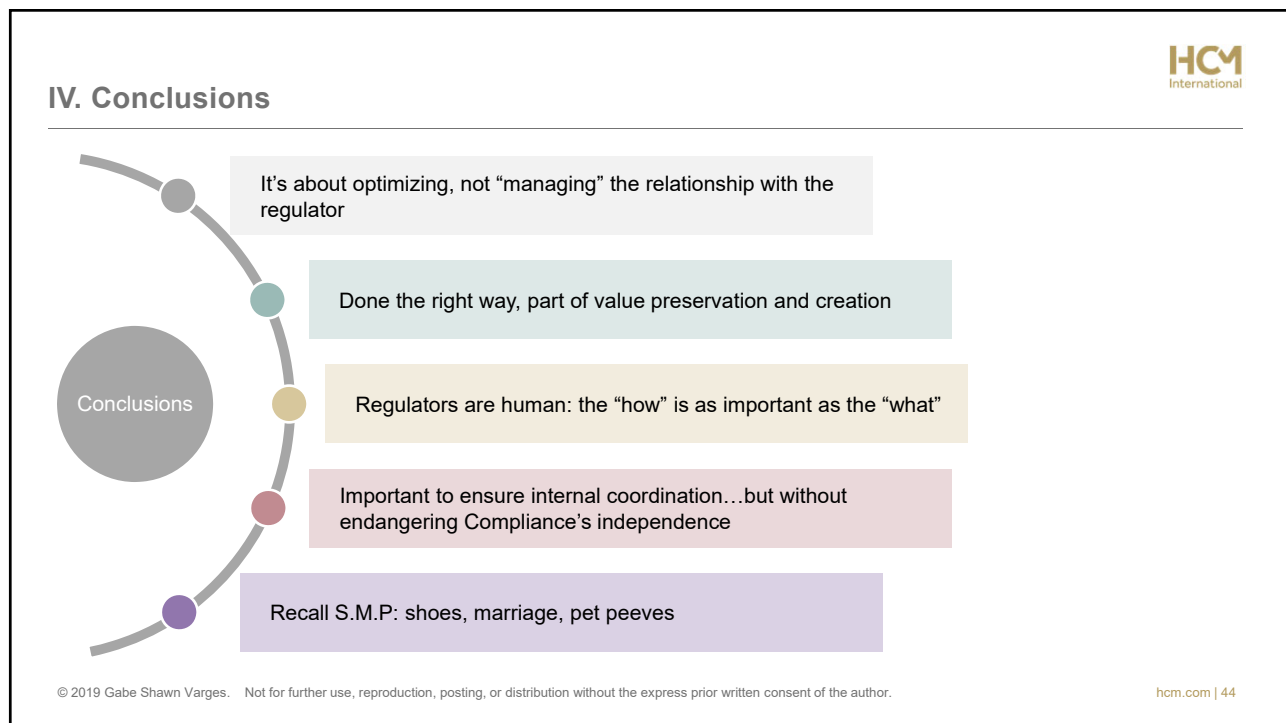 HCM
International
IV. Conclusions
It’s about optimizing, not “managing” the relationship with the
regulator
Done the right way, part of value preservation and creation
Conclusions
Regulators are human: the “how” is as important as the “what”
Important to ensure internal coordination…but without
endangering Compliance’s independence
Recall S.M.P: shoes, marriage, pet peeves
© 2019 Gabe Shawn Varges. Not for further use, reproduction, posting, or distribution without the express prior written consent of the author.
hcm.com | 44